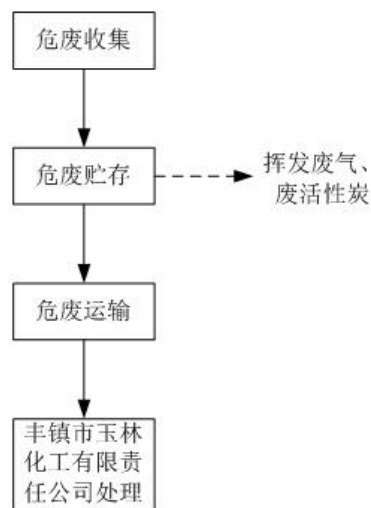 危废收集
危废贮存
挥发废气、
废活性炭
危废运输
丰镇市玉林
化工有限责
任公司处理